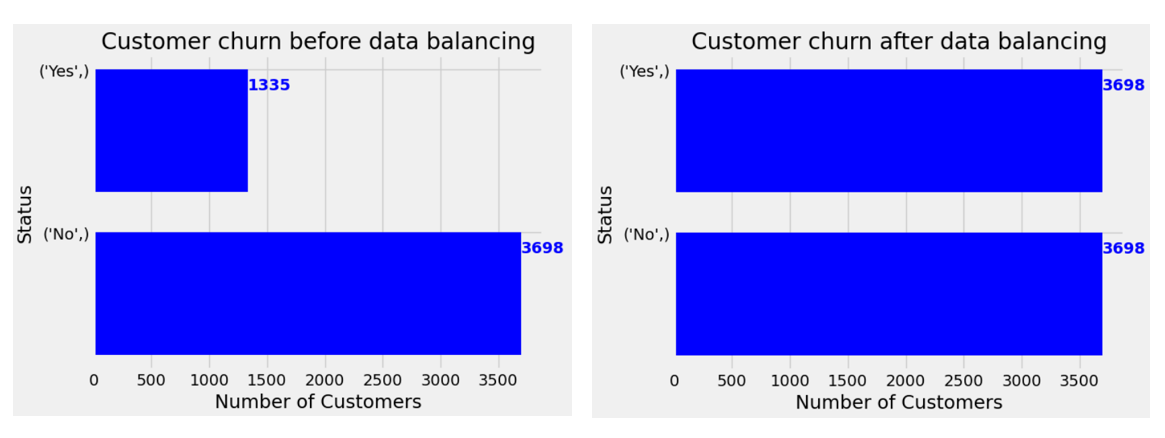 Customer churn before data balancing
('Yes',)
1335
Status
('No',)
3698
0 500 1000 1500 2000 2500 3000 3500
Number of Customers
Customer churn after data balancing
('Yes',)
3698
Status
('No',)
3698
0 500 1000 1500 2000 2500 3000 3500
Number of Customers